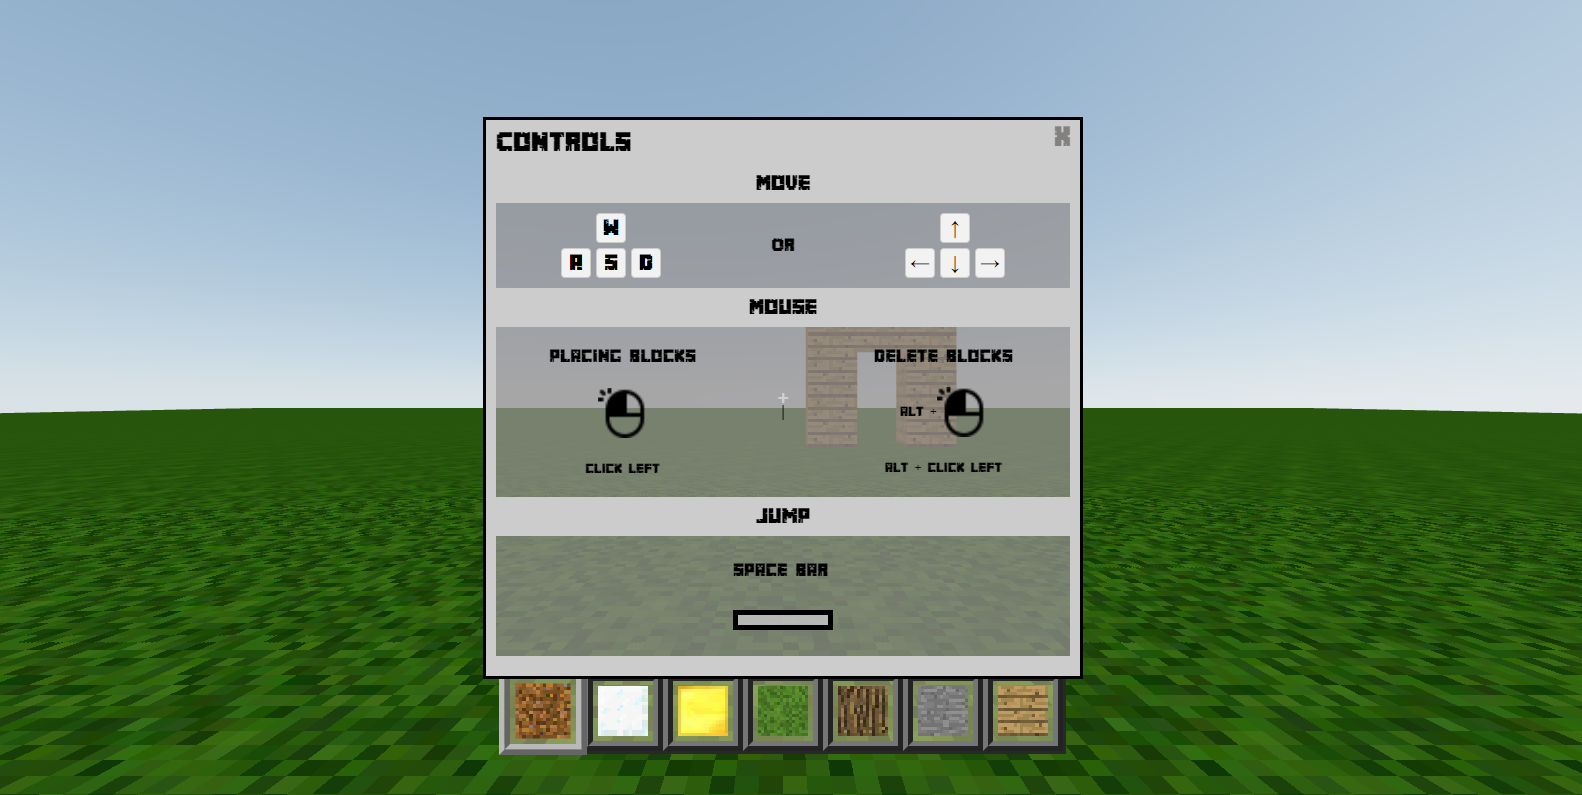 CONTROLS
X
MOVE
W
A S D
OR
↑
← ↓ →
MOUSE
PLACING BLOCKS
DELETE BLOCKS
ALT +
CLICK LEFT
ALT + CLICK LEFT
JUMP
SPACE BAR